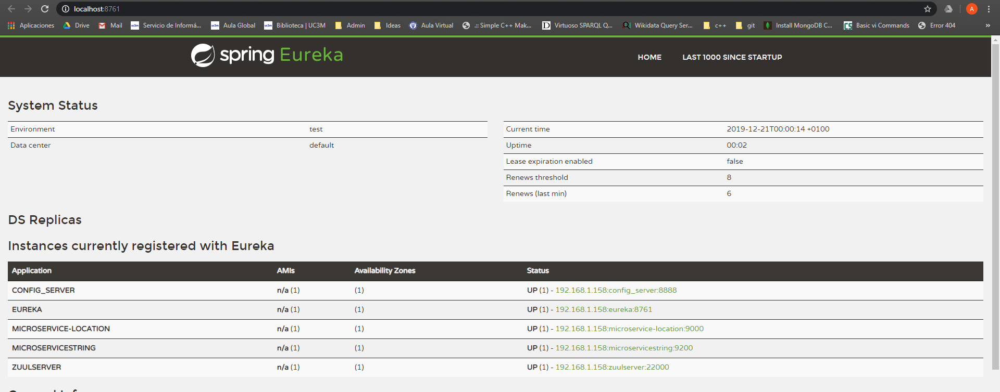 localhost:8761
A
Aplicaciones Drive Mail uc3m Servicio de Informá... uc3m Aula Global uc3m Biblioteca | UC3M Admin Ideas Aula Virtual .:: Simple C++ Mak... D Virtuoso SPARQL Q... Wikidata Query Ser... c++ git Install MongoDB C... CS Basic vi Commands Error 404 »
spring Eureka HOME LAST 1000 SINCE STARTUP
System Status
Environment test
Data center default
Current time 2019-12-21T00:00:14 +0100
Uptime 00:02
Lease expiration enabled false
Renews threshold 8
Renews (last min) 6
DS Replicas
Instances currently registered with Eureka
Application AMIs Availability Zones Status
CONFIG_SERVER n/a (1) (1) UP (1) - 192.168.1.158:config_server:8888
EUREKA n/a (1) (1) UP (1) - 192.168.1.158:eureka:8761
MICROSERVICE-LOCATION n/a (1) (1) UP (1) - 192.168.1.158:microservice-location:9000
MICROSERVICESTRING n/a (1) (1) UP (1) - 192.168.1.158:microservicestring:9200
ZUULSERVER n/a (1) (1) UP (1) - 192.168.1.158:zuulserver:22000